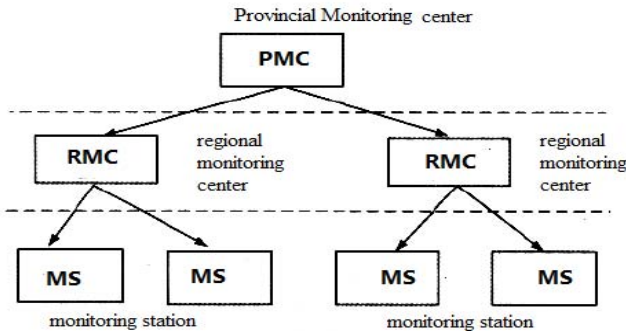 Provincial Monitoring center
PMC
RMC
regional
monitoring
center
RMC
regional
monitoring
center
MS
MS
MS
MS
monitoring station
monitoring station